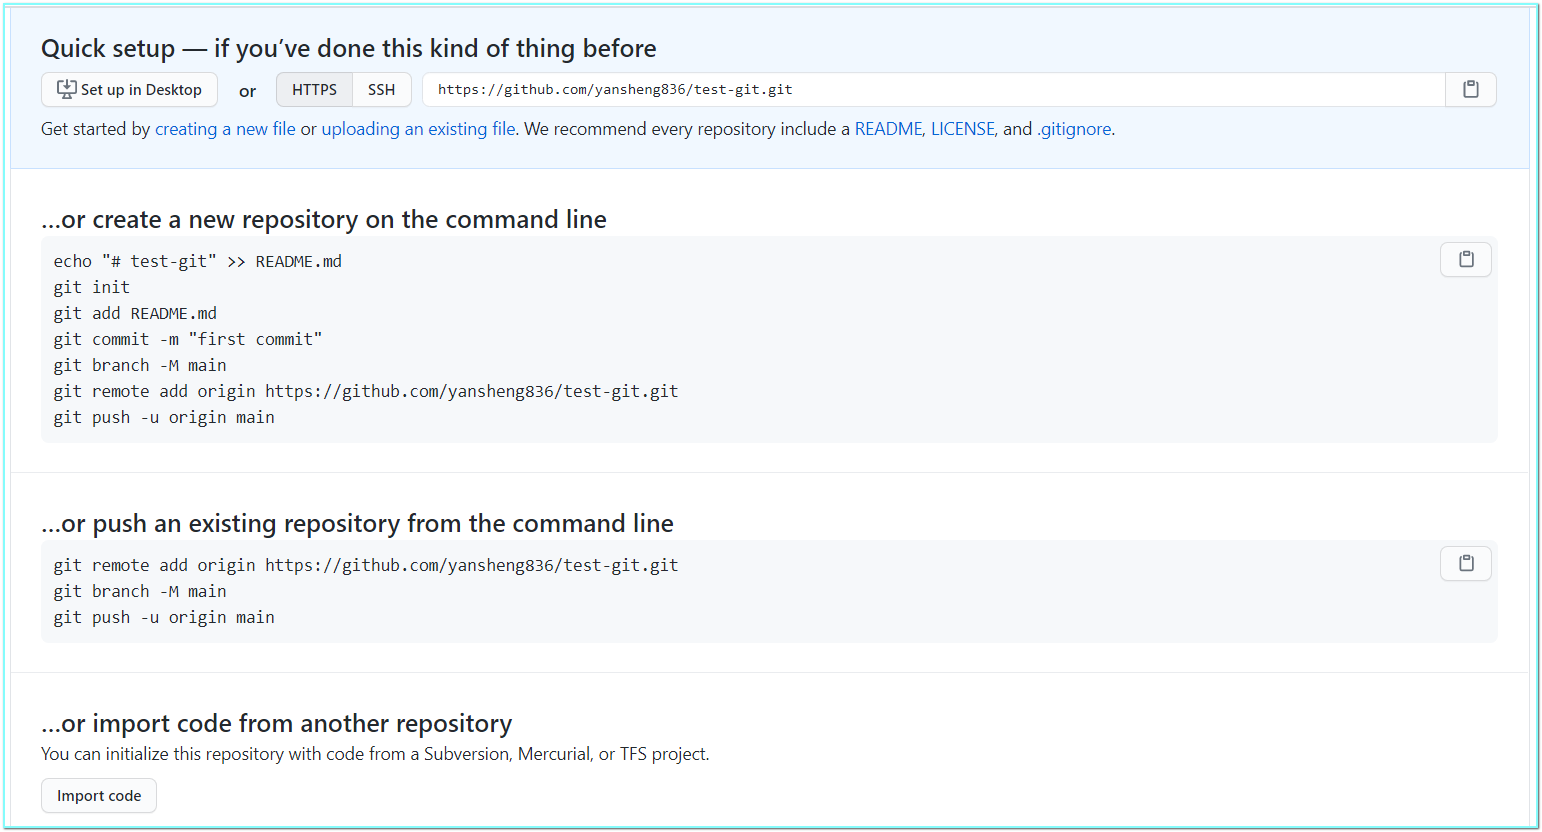 Quick setup — if you’ve done this kind of thing before
Set up in Desktop or HTTPS SSH https://github.com/yansheng836/test-git.git
Get started by creating a new file or uploading an existing file. We recommend every repository include a README, LICENSE, and .gitignore.
…or create a new repository on the command line
echo "# test-git" >> README.md
git init
git add README.md
git commit -m "first commit"
git branch -M main
git remote add origin https://github.com/yansheng836/test-git.git
git push -u origin main
…or push an existing repository from the command line
git remote add origin https://github.com/yansheng836/test-git.git
git branch -M main
git push -u origin main
…or import code from another repository
You can initialize this repository with code from a Subversion, Mercurial, or TFS project.
Import code